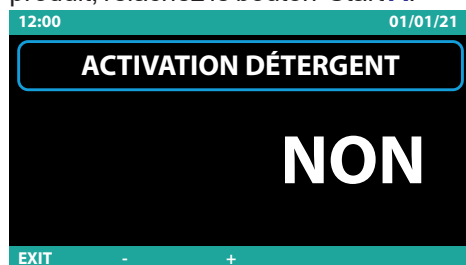 12:00 01/01/21
ACTIVATION DÉTERGENT
NON
EXIT - +